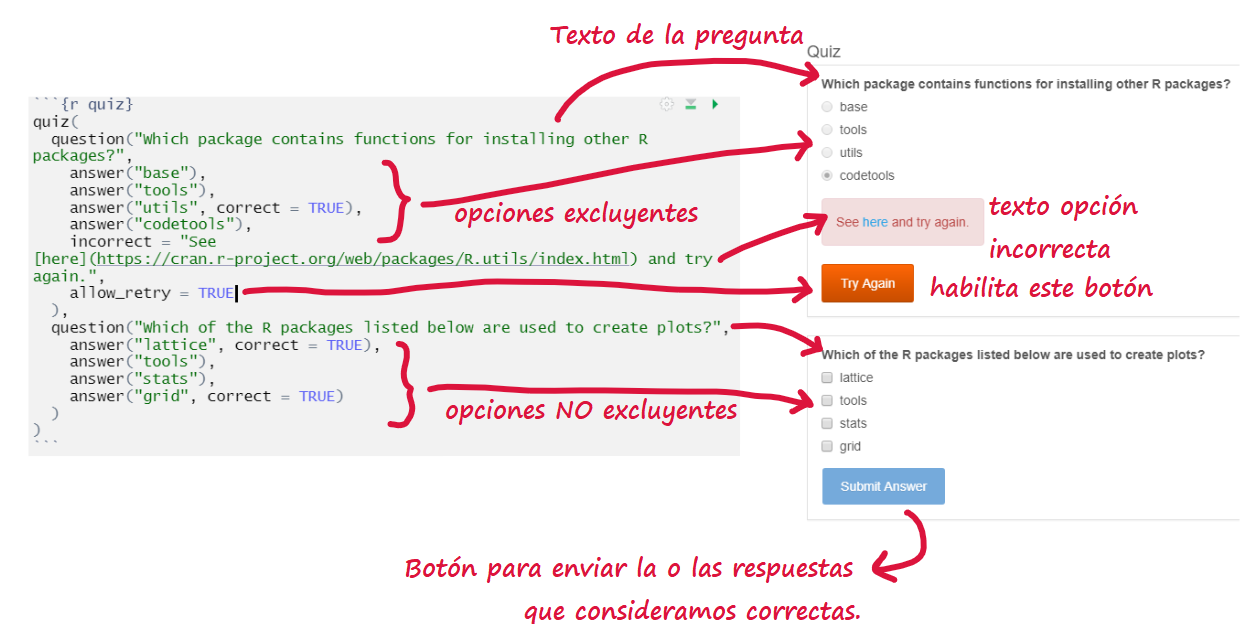 Texto de la pregunta
```{r quiz}
quiz(
question("Which package contains functions for installing other R
packages?",
answer("base"),
answer("tools"),
answer("utils", correct = TRUE),
answer("codetools"),
incorrect = "See
[here](https://cran.r-project.org/web/packages/R.utils/index.html) and try
again.",
allow_retry = TRUE
),
question("Which of the R packages listed below are used to create plots?",
answer("lattice", correct = TRUE),
answer("tools"),
answer("stats"),
answer("grid", correct = TRUE)
)
)
```
opciones excluyentes
opciones NO excluyentes
Quiz
Which package contains functions for installing other R packages?
base
tools
utils
codetools
See here and try again.
texto opción
incorrecta
Try Again
habilita este botón
Which of the R packages listed below are used to create plots?
lattice
tools
stats
grid
Submit Answer
Botón para enviar la o las respuestas
que consideramos correctas.